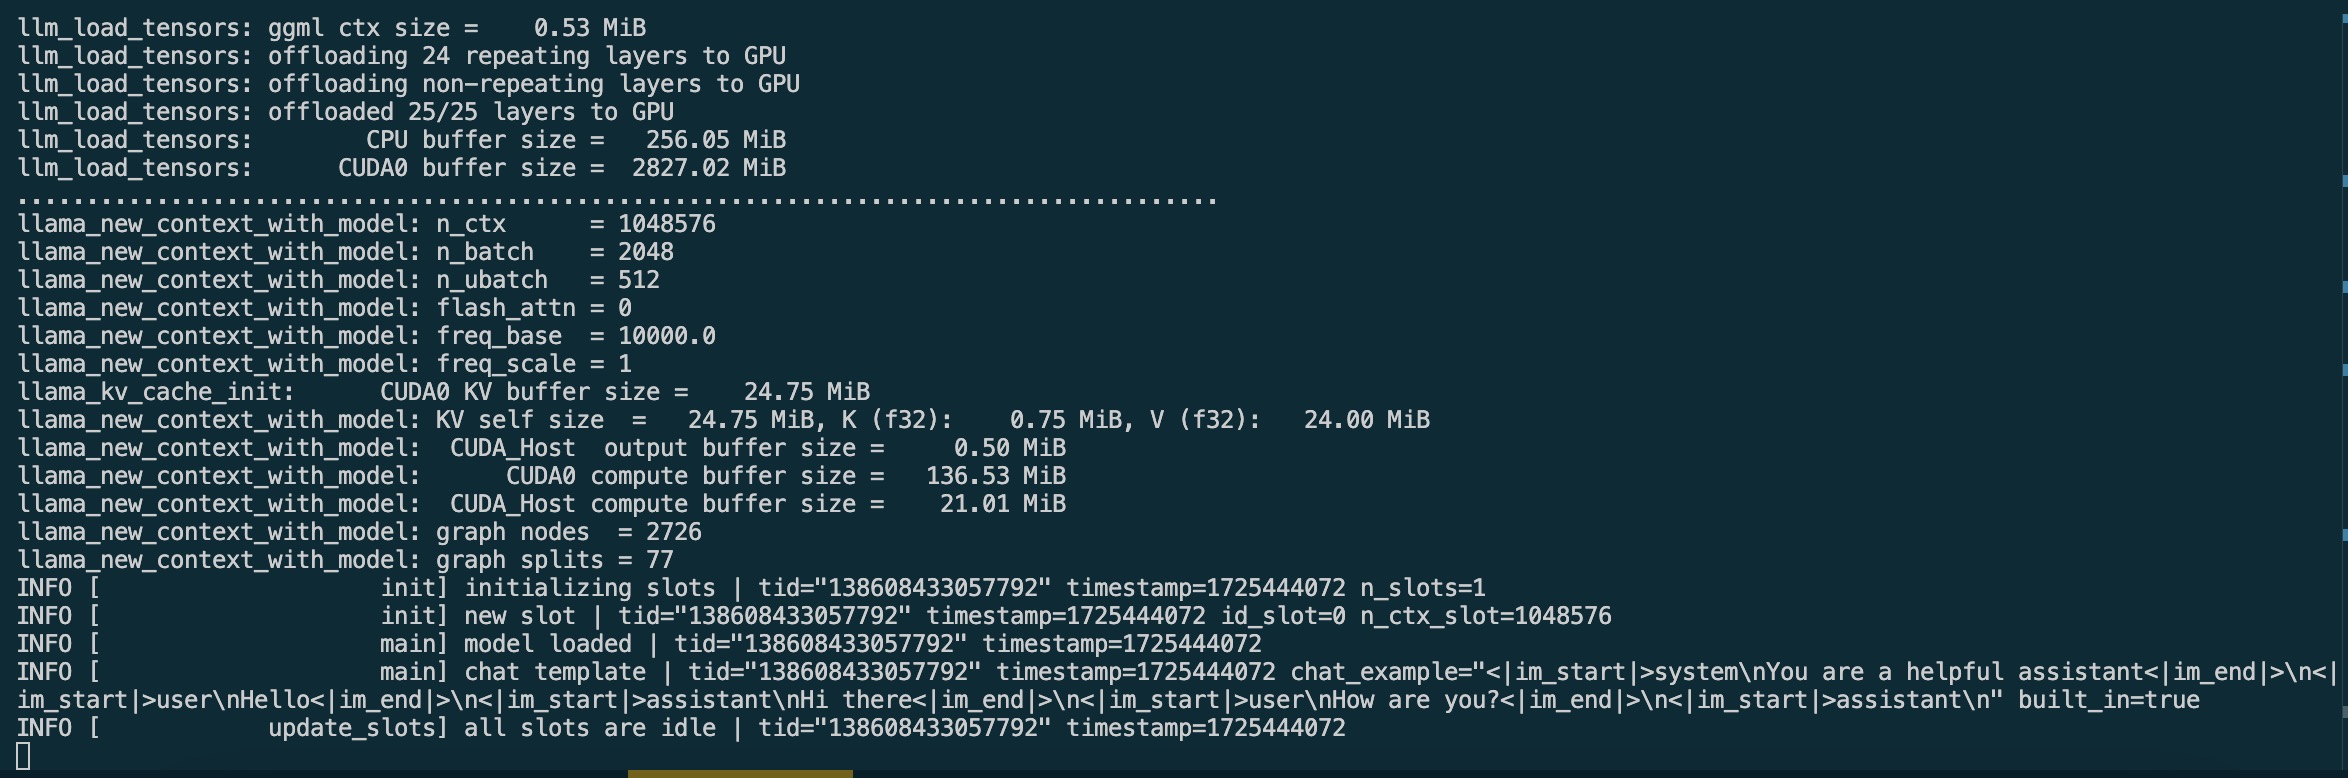 llm_load_tensors: ggml ctx size =    0.53 MiB
llm_load_tensors: offloading 24 repeating layers to GPU
llm_load_tensors: offloading non-repeating layers to GPU
llm_load_tensors: offloaded 25/25 layers to GPU
llm_load_tensors:        CPU buffer size =   256.05 MiB
llm_load_tensors:      CUDA0 buffer size =  2827.02 MiB
......................................................................................
llama_new_context_with_model: n_ctx      = 1048576
llama_new_context_with_model: n_batch    = 2048
llama_new_context_with_model: n_ubatch   = 512
llama_new_context_with_model: flash_attn = 0
llama_new_context_with_model: freq_base  = 10000.0
llama_new_context_with_model: freq_scale = 1
llama_kv_cache_init:      CUDA0 KV buffer size =    24.75 MiB
llama_new_context_with_model: KV self size  =   24.75 MiB, K (f32):    0.75 MiB, V (f32):   24.00 MiB
llama_new_context_with_model:  CUDA_Host  output buffer size =     0.50 MiB
llama_new_context_with_model:      CUDA0 compute buffer size =   136.53 MiB
llama_new_context_with_model:  CUDA_Host compute buffer size =    21.01 MiB
llama_new_context_with_model: graph nodes  = 2726
llama_new_context_with_model: graph splits = 77
INFO [                    init] initializing slots | tid="138608433057792" timestamp=1725444072 n_slots=1
INFO [                    init] new slot | tid="138608433057792" timestamp=1725444072 id_slot=0 n_ctx_slot=1048576
INFO [                    main] model loaded | tid="138608433057792" timestamp=1725444072
INFO [                    main] chat template | tid="138608433057792" timestamp=1725444072 chat_example="<|im_start|>system\nYou are a helpful assistant<|im_end|>\n<|
im_start|>user\nHello<|im_end|>\n<|im_start|>assistant\nHi there<|im_end|>\n<|im_start|>user\nHow are you?<|im_end|>\n<|im_start|>assistant\n" built_in=true
INFO [            update_slots] all slots are idle | tid="138608433057792" timestamp=1725444072